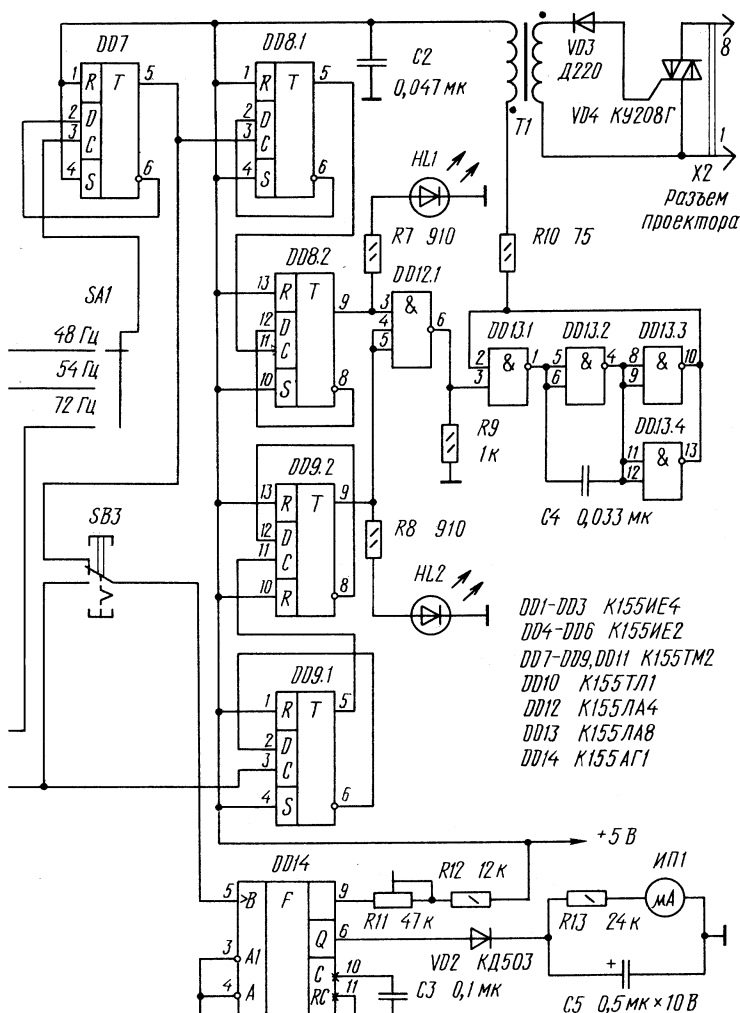 DD7
DD8.1
1 R T 5
2 D
3 C
4 S 6
1 R T 5
2 D
3 C
4 S 6
C2
0,047 мк
T1
VD3
Д220
VD4 КУ208Г
8
1
X2
Разъем
проектора
HL1
R7 910
R10 75
DD8.2
13 R T 9
12 D
11 C
10 S 8
DD12.1
3 & 6
4
5
SA1
48 Гц
54 Гц
72 Гц
DD13.1
DD13.2
DD13.3
2 & 1
3
5 & 4
6
8 & 10
9
DD13.4
11 & 13
12
R9
1к
C4 0,033 мк
DD9.2
13 R T 9
12 D
11 C
10 R 8
R8 910
HL2
SB3
DD1-DD3 К155ИЕ4
DD4-DD6 К155ИЕ2
DD7-DD9, DD11 К155ТМ2
DD10 К155ТЛ1
DD12 К155ЛА4
DD13 К155ЛА8
DD14 К155АГ1
DD9.1
1 R T 5
2 D
3 C
4 S 6
+5 В
DD14
5 >B F 9
3 A1 Q 6
4 A C 10
RC 11
R11 47к
R12 12к
VD2 КД503
C3 0,1 мк
ИП1
мА
R13 24к
+
C5 0,5 мк × 10 В